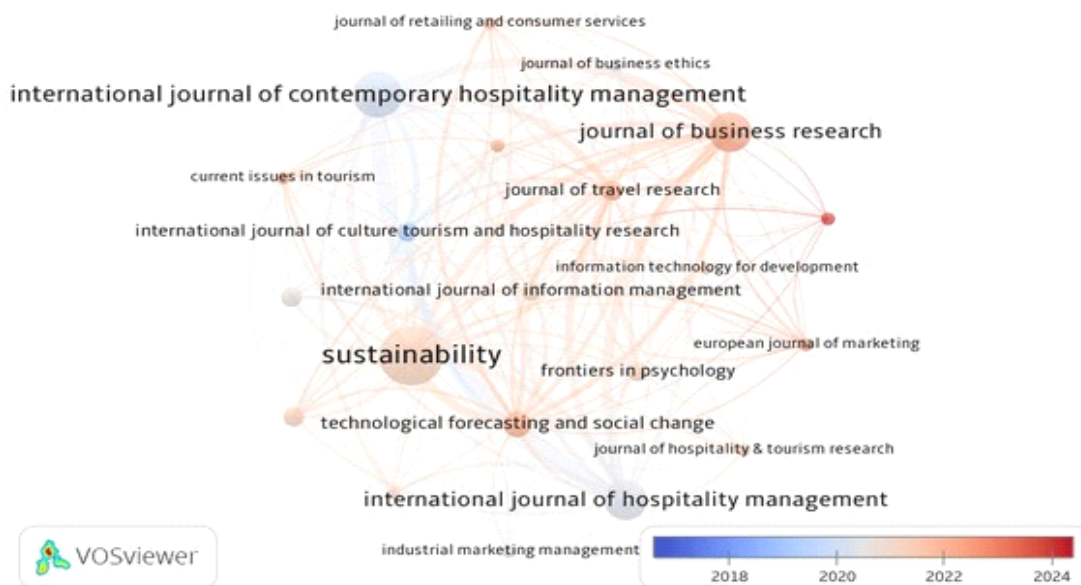 journal of retailing and consumer services
journal of business ethics
international journal of contemporary hospitality management
journal of business research
current issues in tourism
journal of travel research
international journal of culture tourism and hospitality research
information technology for development
international journal of information management
european journal of marketing
sustainability
frontiers in psychology
technological forecasting and social change
journal of hospitality & tourism research
international journal of hospitality management
industrial marketing management
VOSviewer
2018 2020 2022 2024